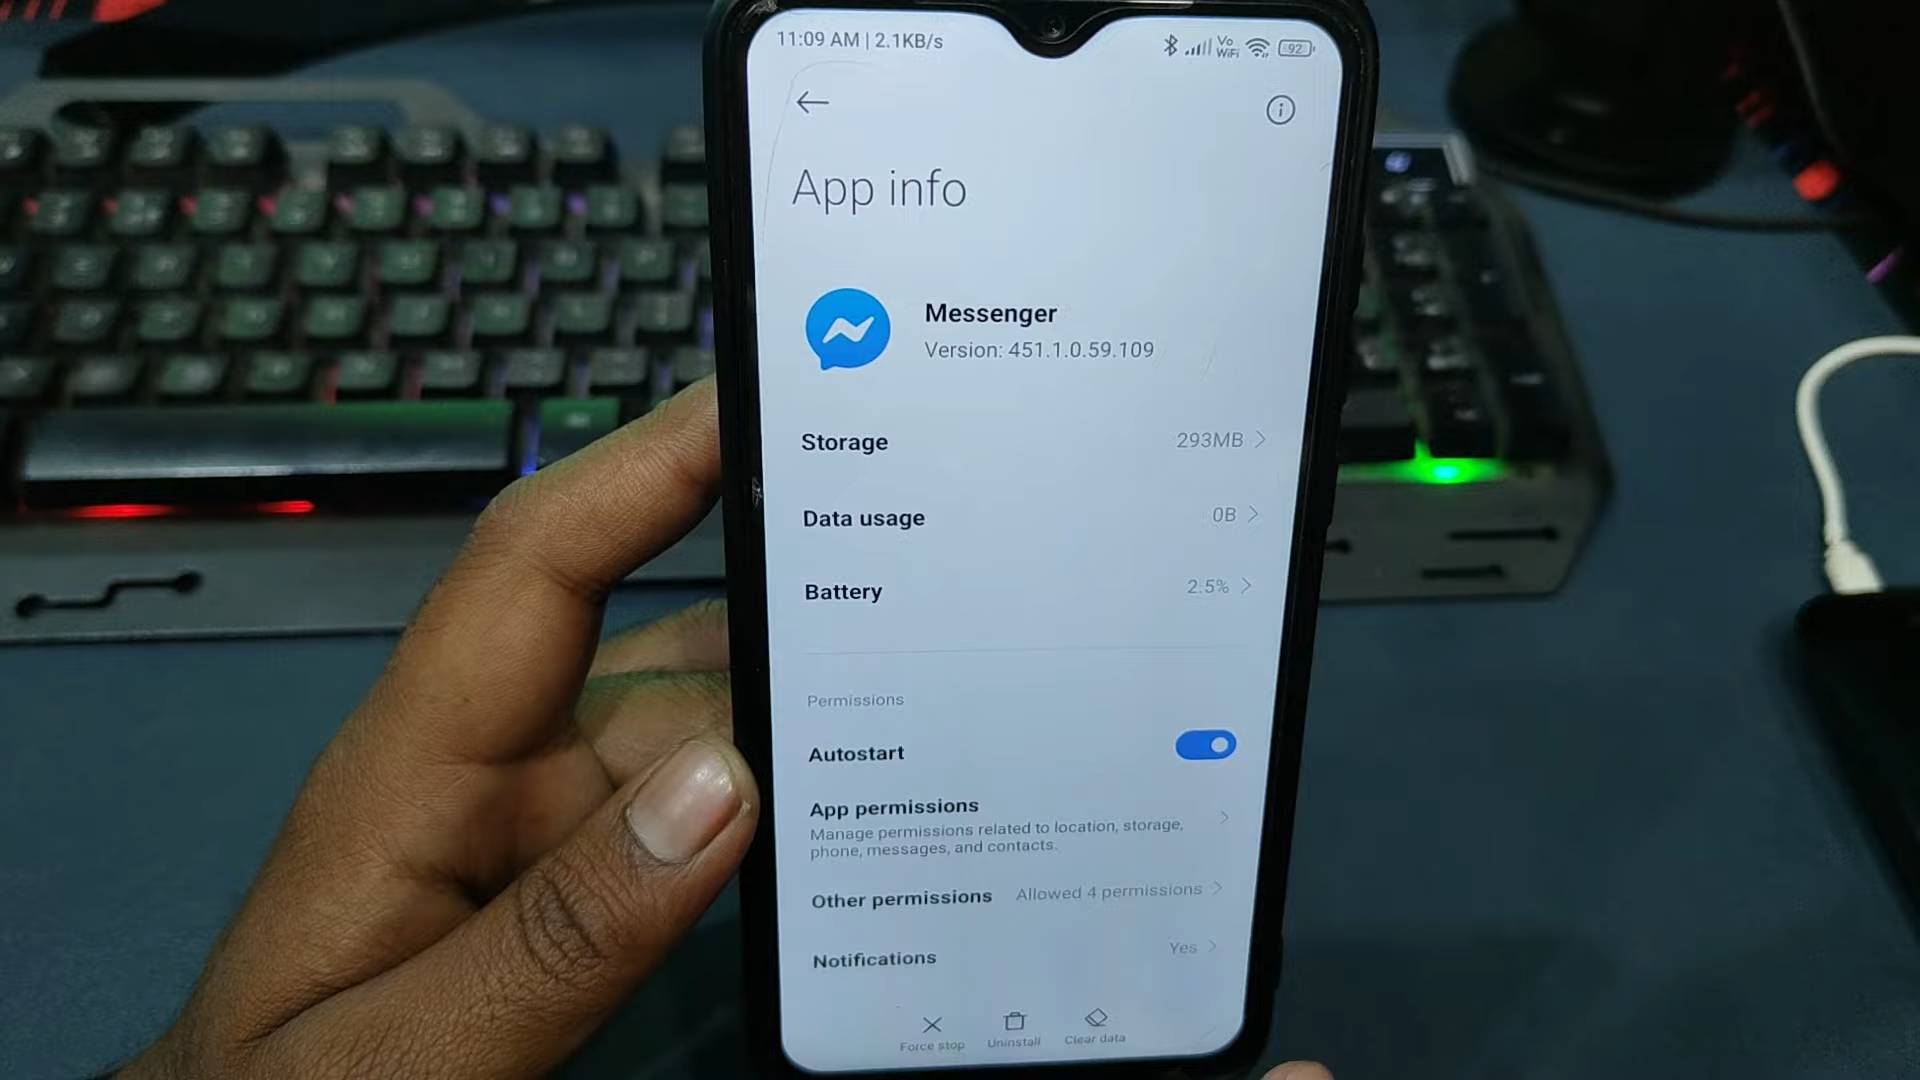 11:09 AM | 2.1KB/s
Vo WiFi 92
App info
Messenger
Version: 451.1.0.59.109
Storage 293MB
Data usage 0B
Battery 2.5%
Permissions
Autostart
App permissions
Manage permissions related to location, storage,
phone, messages, and contacts.
Other permissions Allowed 4 permissions
Notifications Yes
Force stop Uninstall Clear data